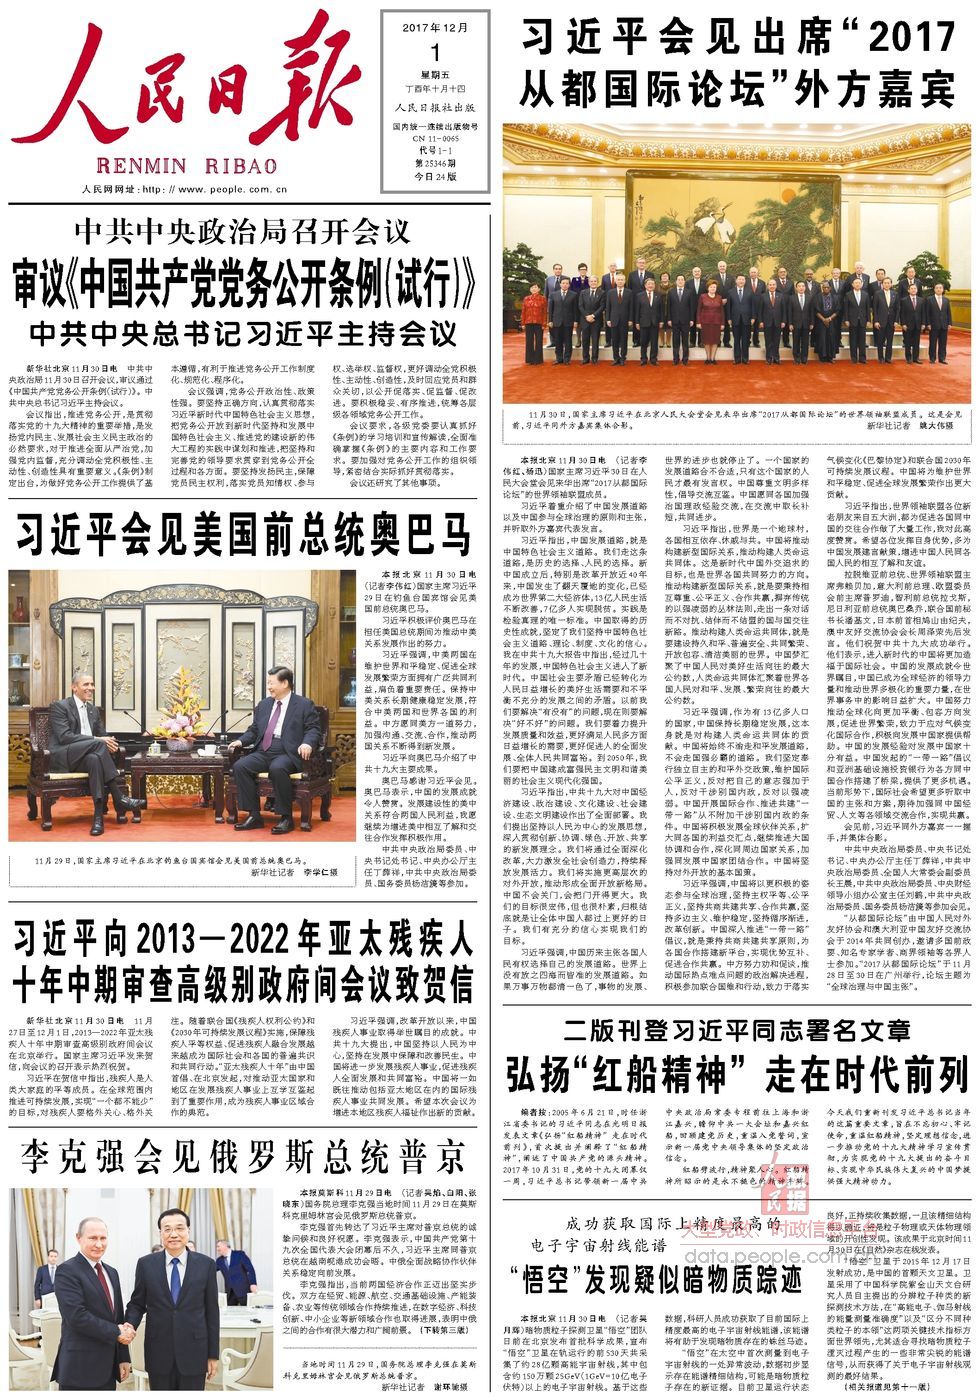 人民日报
RENMIN RIBAO
人民网网址:http://www.people.com.cn
2017年12月
1
星期五
丁酉年十月十四
人民日报社出版
国内统一连续出版物号
CN 11-0065
代号1-1
第25346期
今日24版
中共中央政治局召开会议
审议《中国共产党党务公开条例(试行)》
中共中央总书记习近平主持会议
新华社北京11月30日电 中共中
央政治局11月30日召开会议,审议通过
《中国共产党党务公开条例(试行)》。中
共中央总书记习近平主持会议。
会议指出,推进党务公开,是贯彻
落实党的十九大精神的重要举措,是发
扬党内民主、发展社会主义民主政治的
必然要求,对于推进全面从严治党,加
强党内监督,充分调动全党积极性、主
动性、创造性具有重要意义。《条例》制
定出台,为做好党务公开工作提供了基
本遵循,有利于推进党务公开工作制度
化、规范化、程序化。
会议强调,党务公开政治性、政策
性强。要坚持正确方向,认真贯彻落实
习近平新时代中国特色社会主义思想,
把党务公开放到新时代坚持和发展中
国特色社会主义、推进党的建设新的伟
大工程的实践中谋划和推进,把坚持和
完善党的领导要求贯穿到党务公开全
过程和各方面。要坚持发扬民主,保障
党员民主权利,落实党员知情权、参与
权、选举权、监督权,更好调动全党积极
性、主动性、创造性,及时回应党员和群
众关切,以公开促落实、促监督、促改
进。要积极稳妥、有序推进,统筹各层
级各领域党务公开工作。
会议要求,各级党委要认真抓好
《条例》的学习培训和宣传解读,全面准
确掌握《条例》的主要内容和工作要
求。要加强对党务公开工作的组织领
导,紧密结合实际抓好贯彻落实。
会议还研究了其他事项。
习近平会见美国前总统奥巴马
本报北京11月29日电
(记者李伟红)国家主席习近平
29日在钓鱼台国宾馆会见美
国前总统奥巴马。
习近平积极评价奥巴马在
担任美国总统期间为推动中美
关系发展作出的努力。
习近平强调,中美两国在
维护世界和平稳定、促进全球
发展繁荣方面拥有广泛共同利
益,肩负着重要责任。保持中
美关系长期健康稳定发展,符
合中美两国和世界各国的利
益。中方愿同美方一道努力,
加强沟通、交流、合作,推动两
国关系不断得到新发展。
习近平向奥巴马介绍了中
共十九大主要成果。
奥巴马感谢习近平会见。
奥巴马表示,中国的发展成就
令人赞赏。发展建设性的美中
关系符合两国人民利益,我愿
继续为增进美中相互了解和交
往合作发挥积极作用。
中共中央政治局委员、中
央书记处书记、中央办公厅主
任丁薛祥,中共中央政治局委
员、国务委员杨洁篪等参加。
11月29日,国家主席习近平在北京钓鱼台国宾馆会见美国前总统奥巴马。
新华社记者 李学仁摄
习近平向2013—2022年亚太残疾人
十年中期审查高级别政府间会议致贺信
新华社北京11月30日电 11月
27日至12月1日,2013—2022年亚太残
疾人十年中期审查高级别政府间会议
在北京举行。国家主席习近平发来贺
信,向会议的召开表示热烈祝贺。
习近平在贺信中指出,残疾人是人
类大家庭的平等成员。在全球范围内
推进可持续发展,实现“一个都不能少”
的目标,对残疾人要格外关心、格外关
注。随着联合国《残疾人权利公约》和
《2030年可持续发展议程》实施,保障残
疾人平等权益、促进残疾人融合发展越
来越成为国际社会和各国的普遍共识
和共同行动。“亚太残疾人十年”由中国
首倡、在北京发起,对推动亚太国家和
地区在发展残疾人事业上互学互鉴起
到了重要作用,成为残疾人事业区域合
作的典范。
习近平强调,改革开放以来,中国
残疾人事业取得举世瞩目的成就。中
共十九大提出,中国坚持以人民为中
心,坚持在发展中保障和改善民生。中
国将进一步发展残疾人事业,促进残疾
人全面发展和共同富裕。中国将一如
既往推动包括亚太地区在内的国际残
疾人事业共同发展。希望本次会议为
增进本地区残疾人福祉作出新的贡献。
李克强会见俄罗斯总统普京
本报莫斯科11月29日电 (记者吴焰、白阳、张
晓东)国务院总理李克强当地时间11月29日在莫斯
科克里姆林宫会见俄罗斯总统普京。
李克强首先转达了习近平主席对普京总统的诚
挚问候和良好祝愿。李克强表示,中国共产党第十
九次全国代表大会闭幕后不久,习近平主席同普京
总统在越南岘港成功会晤。中俄全面战略协作伙伴
关系稳定向前发展。
李克强指出,当前两国经济合作正迈出坚实步
伐。双方在经贸、能源、航空、交通基础设施、产能装
备、农业等传统领域合作持续推进,在数字经济、科技
创新、中小企业等新领域合作也取得进展,表明中俄
之间的合作有很大潜力和广阔前景。 (下转第三版)
当地时间11月29日,国务院总理李克强在莫斯
科克里姆林宫会见俄罗斯总统普京。
新华社记者 谢环驰摄
习近平会见出席“2017
从都国际论坛”外方嘉宾
11月30日,国家主席习近平在北京人民大会堂会见来华出席“2017从都国际论坛”的世界领袖联盟成员。这是会见
前,习近平同外方嘉宾集体合影。
新华社记者 姚大伟摄
本报北京11月30日电 (记者李
伟红、杨迅)国家主席习近平30日在人
民大会堂会见来华出席“2017从都国际
论坛”的世界领袖联盟成员。
习近平着重介绍了中国发展道路
以及中国参与全球治理的原则和主张,
并听取外方嘉宾代表发言。
习近平指出,中国发展道路,就是
中国特色社会主义道路。我们走这条
道路,是历史的选择、人民的选择。新
中国成立后,特别是改革开放近40年
来,中国发生了翻天覆地的变化,已经
成为世界第二大经济体,13亿人民生活
不断改善,7亿多人实现脱贫。实践是
检验真理的唯一标准。中国取得的历
史性成就,坚定了我们坚持中国特色社
会主义道路、理论、制度、文化的信心。
我在中共十九大报告中指出,经过几十
年的发展,中国特色社会主义进入了新
时代。中国社会主要矛盾已经转化为
人民日益增长的美好生活需要和不平
衡不充分的发展之间的矛盾。以前我
们要解决“有没有”的问题,现在则要解
决“好不好”的问题。我们要着力提升
发展质量和效益,更好满足人民多方面
日益增长的需要,更好促进人的全面发
展、全体人民共同富裕。到2050年,我
们要把中国建成富强民主文明和谐美
丽的社会主义现代化强国。
习近平指出,中共十九大对中国经
济建设、政治建设、文化建设、社会建
设、生态文明建设作出了全面部署。我
们提出坚持以人民为中心的发展思想,
深入贯彻创新、协调、绿色、开放、共享
的新发展理念。我们将通过全面深化
改革,大力激发全社会创造力,持续释
放发展活力。我们将实施更高层次的
对外开放,推动形成全面开放新格局。
中国不会关门,会把门开得更大。我
们的目标很宏伟,但也很朴素,归根结
底就是让全体中国人都过上更好的日
子。我们有充分的信心实现我们的
目标。
习近平强调,中国历来主张各国人
民有权选择自己的发展道路。世界上
没有放之四海而皆准的发展道路。如
果万事万物都清一色了,事物的发展、
世界的进步也就停止了。一个国家的
发展道路合不合适,只有这个国家的人
民才最有发言权。中国尊重文明多样
性,倡导交流互鉴。中国愿同各国加强
治国理政经验交流,在交流中取长补
短,共同进步。
习近平指出,世界是一个地球村,
各国相互依存、休戚与共。中国将推动
构建新型国际关系,推动构建人类命运
共同体。这是新时代中国外交追求的
目标,也是世界各国共同努力的方向。
推动构建新型国际关系,就是要秉持相
互尊重、公平正义、合作共赢,摒弃传统
的以强凌弱的丛林法则,走出一条对话
而不对抗、结伴而不结盟的国与国交往
新路。推动构建人类命运共同体,就是
要建设持久和平、普遍安全、共同繁荣、
开放包容、清洁美丽的世界。中国梦汇
聚了中国人民对美好生活向往的最大
公约数,人类命运共同体汇聚着世界各
国人民对和平、发展、繁荣向往的最大
公约数。
习近平强调,作为有13亿多人口
的国家,中国保持长期稳定发展,这本
身就是对构建人类命运共同体的贡
献。中国将始终不渝走和平发展道路,
不会走国强必霸的道路。我们坚定奉
行独立自主的和平外交政策,维护国际
公平正义,反对把自己的意志强加于
人,反对干涉别国内政,反对以强凌
弱。中国开展国际合作、推进共建“一
带一路”从不附加干涉别国内政的条
件。中国将积极发展全球伙伴关系,扩
大同各国的利益交汇点,继续推进大国
协调和合作,深化同周边国家关系,加
强同发展中国家团结合作。中国将坚
持对外开放的基本国策。
习近平强调,中国将以更积极的姿
态参与全球治理,坚持主权平等、公平
正义,坚持商共建共享、合作共赢,坚
持多边主义、维护稳定,坚持循序渐进、
改革创新。中国深入推进“一带一路”
倡议,就是秉持共商共建共享原则,为
各国合作搭建新平台,实现优势互补、
促进合作共赢。中方努力劝和促谈,推
动国际热点难点问题的政治解决进程,
积极参加联合国维和行动,致力于落实
气候变化《巴黎协定》和联合国2030年
可持续发展议程。中国将为维护世界
和平稳定、促进全球发展繁荣作出更大
贡献。
习近平指出,世界领袖联盟各位新
老朋友来自五大洲,都为促进各国同中
国的交往合作做了大量工作,我对此高
度赞赏。希望各位发挥自身优势,多为
中国发展建言献策,增进中国人民同各
国人民的相互了解和友谊。
拉脱维亚前总统、世界领袖联盟主
席弗赖贝加,意大利前总理、欧盟委员
会前主席普罗迪,智利前总统拉戈斯,
尼日利亚前总统奥巴桑乔,联合国前秘
书长潘基文,日本前首相鸠山由纪夫,
澳中友好交流协会会长周泽荣先后发
言。他们祝贺中共十九大成功举行。
他们表示,进入新时代的中国将更加造
福于国际社会。中国的发展成就令世
界瞩目,中国已成为全球经济的领导力
量和推动世界多极化的重要力量,在世
界事务中的影响日益扩大。中国努力
推动全球化向更加平衡、包容方向发
展,促进世界繁荣,致力于应对气候变
化国际合作,积极向发展中国家提供帮
助。中国的发展经验对发展中国家十
分有益。中国发起的“一带一路”倡议
和亚洲基础设施投资银行为各方同中
国合作搭建了桥梁,提供了更多机遇。
当前形势下,国际社会希望更多听取中
国的主张和方案,期待加强同中国经
贸、人文等各领域交流合作,实现共赢。
会见前,习近平同外方嘉宾一一握
手,并集体合影。
中共中央政治局委员、中央书记处
书记、中央办公厅主任丁薛祥,中共中
央政治局委员、全国人大常委会副委员
长王晨,中共中央政治局委员、中央财经
领导小组办公室主任刘鹤,中共中央政
治局委员、国务委员杨洁篪等参加会见。
“从都国际论坛”由中国人民对外
友好协会和澳大利亚中国友好交流协
会于2014年共同创办,邀请多国前政
要、知名专家学者、商界领袖等各界人
士参加。“2017从都国际论坛”于11月
28日至30日在广州举行,论坛主题为
“全球治理与中国主张”。
二版刊登习近平同志署名文章
弘扬“红船精神” 走在时代前列
编者按:2005年6月21日,时任浙
江省委书记的习近平同志在光明日报
发表文章《弘扬“红船精神” 走在时代
前列》,首次提出并阐释了“红船精
神”,阐述了中国共产党的源头精神。
2017年10月31日,党的十九大闭幕仅
一周,习近平总书记带领新一届中共
中央政治局常委专程前往上海和浙
江嘉兴,瞻仰中共一大会址和嘉兴红
船,回顾建党历史,重温入党誓词,宣
示新一届党中央领导集体的坚定政治
信念。
红船劈波行,精神聚人心。红船精
神所昭示的是永不褪色的精神丰碑。
今天我们重新刊发习近平总书记当年
的这篇重要文章,旨在不忘初心、牢记
使命,重温红船精神,坚定理想信念,进
一步推动党的十九大精神学习宣传贯
彻,为实现党的十九大提出的奋斗目
标、实现中华民族伟大复兴的中国梦提
供强大精神动力。
成功获取国际上精度最高的
电子宇宙射线能谱
“悟空”发现疑似暗物质踪迹
本报北京11月30日电 (记者吴
月辉)暗物质粒子探测卫星“悟空”团队
日前在北京发布首批科学成果,宣布
“悟空”卫星在轨运行的前530天共采
集了约28亿颗高能宇宙射线,其中包
含约150万颗25GeV(1GeV=10亿电子
伏特)以上的电子宇宙射线。基于这些
数据,科研人员成功获取了目前国际上
精度最高的电子宇宙射线能谱,该能谱
将有助于发现暗物质存在的蛛丝马迹。
“悟空”在太空中首次测量到电子
宇宙射线的一处异常波动,数据初步显
示存在能谱精细结构,可能是暗物质粒
子存在的新证据。目前卫星运行状态
良好,正持续收集数据,一旦该精细结构
得以确证,会是粒子物理或天体物理领
域的开创性发现。该成果于北京时间11
月30日在《自然》杂志在线发表。
“悟空”卫星于2015年12月17日
发射成功,是中国的首颗天文卫星。卫
星采用了中国科学院紫金山天文台研
究人员自主提出的分辨粒子种类的新
探测技术方法,在“高能电子、伽马射线
的能量测量准确度”以及“区分不同种
类粒子的本领”这两项关键技术指标方
面世界领先,尤其适合寻找暗物质粒子
湮灭过程产生的一些非常尖锐的能谱
信号,从而获得了关于电子宇宙射线观
测的最好结果。
(相关报道见第十一版)
人民数据
大型党政、时政信息平台
data.people.com.cn